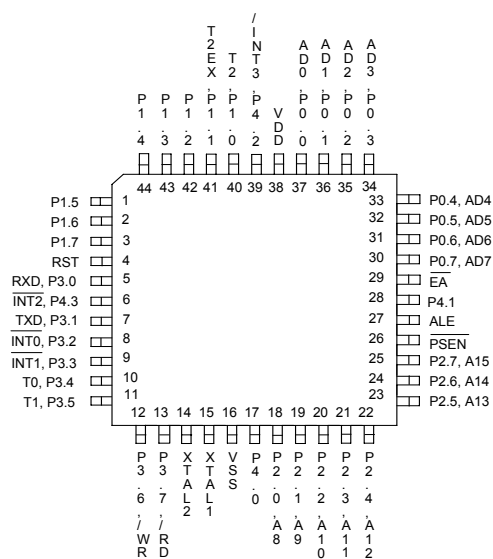 P1.4
P1.3
P1.2
T2EX,P1.1
T2,P1.0
/INT3,P4.2
VDD
AD0,P0.0
AD1,P0.1
AD2,P0.2
AD3,P0.3
44 43 42 41 40 39 38 37 36 35 34
P1.5 1
P1.6 2
P1.7 3
RST 4
RXD, P3.0 5
INT2, P4.3 6
TXD, P3.1 7
INT0, P3.2 8
INT1, P3.3 9
T0, P3.4 10
T1, P3.5 11
33 P0.4, AD4
32 P0.5, AD5
31 P0.6, AD6
30 P0.7, AD7
29 EA
28 P4.1
27 ALE
26 PSEN
25 P2.7, A15
24 P2.6, A14
23 P2.5, A13
12 13 14 15 16 17 18 19 20 21 22
P3.6,/WR
P3.7,/RD
XTAL2
XTAL1
VSS
P4.0
P2.0,A8
P2.1,A9
P2.2,A10
P2.3,A11
P2.4,A12